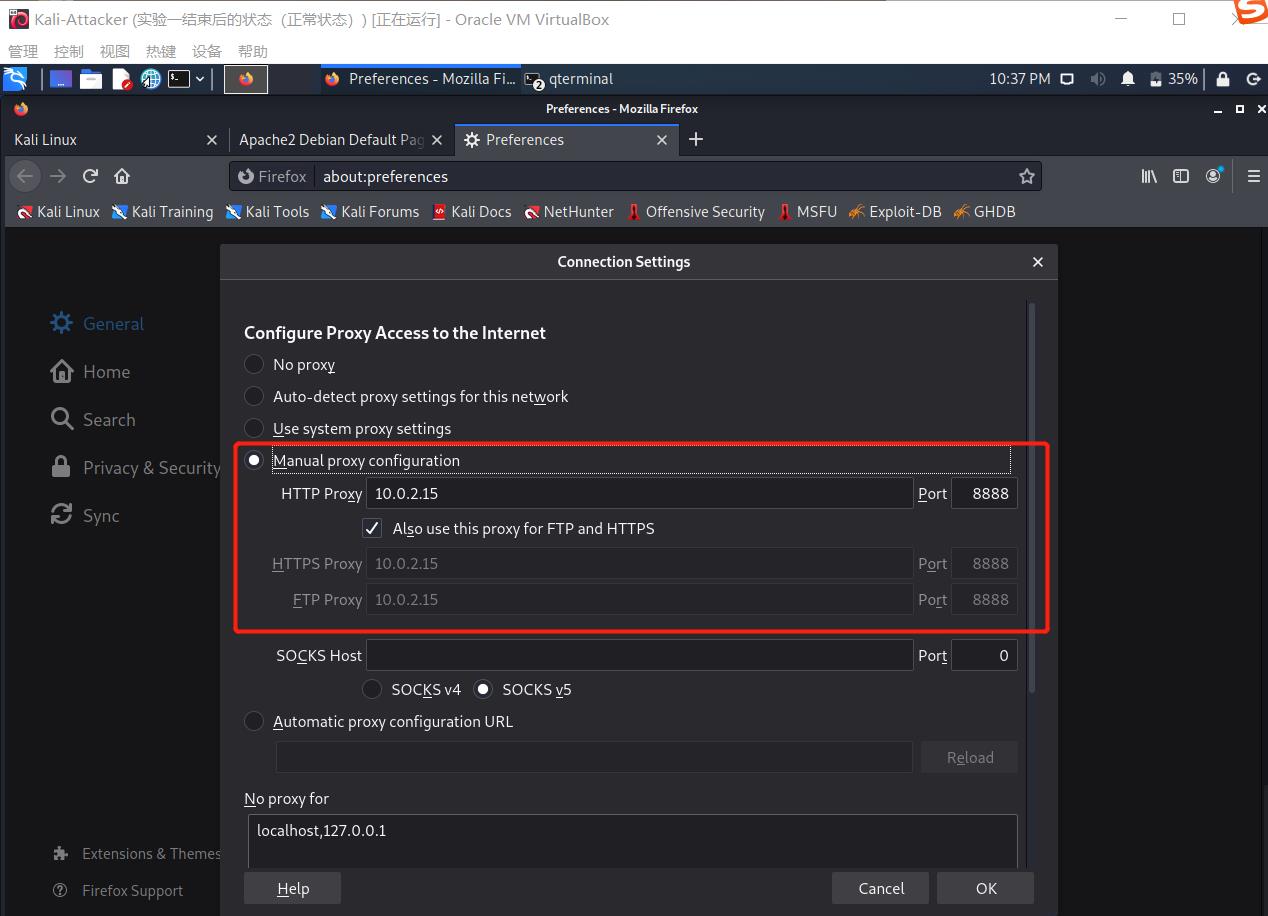 Kali-Attacker (实验一结束后的状态（正常状态）) [正在运行] - Oracle VM VirtualBox
管理 控制 视图 热键 设备 帮助
Preferences - Mozilla Fi... 2 qterminal 10:37 PM 35%
Preferences - Mozilla Firefox
Kali Linux Apache2 Debian Default Pag Preferences
Firefox about:preferences
Kali Linux Kali Training Kali Tools Kali Forums Kali Docs NetHunter Offensive Security MSFU Exploit-DB GHDB
Connection Settings
General
Home
Search
Privacy & Security
Sync
Extensions & Themes
Firefox Support
Configure Proxy Access to the Internet
No proxy
Auto-detect proxy settings for this network
Use system proxy settings
Manual proxy configuration
HTTP Proxy 10.0.2.15 Port 8888
Also use this proxy for FTP and HTTPS
HTTPS Proxy 10.0.2.15 Port 8888
FTP Proxy 10.0.2.15 Port 8888
SOCKS Host Port 0
SOCKS v4 SOCKS v5
Automatic proxy configuration URL
Reload
No proxy for
localhost,127.0.0.1
Help Cancel OK